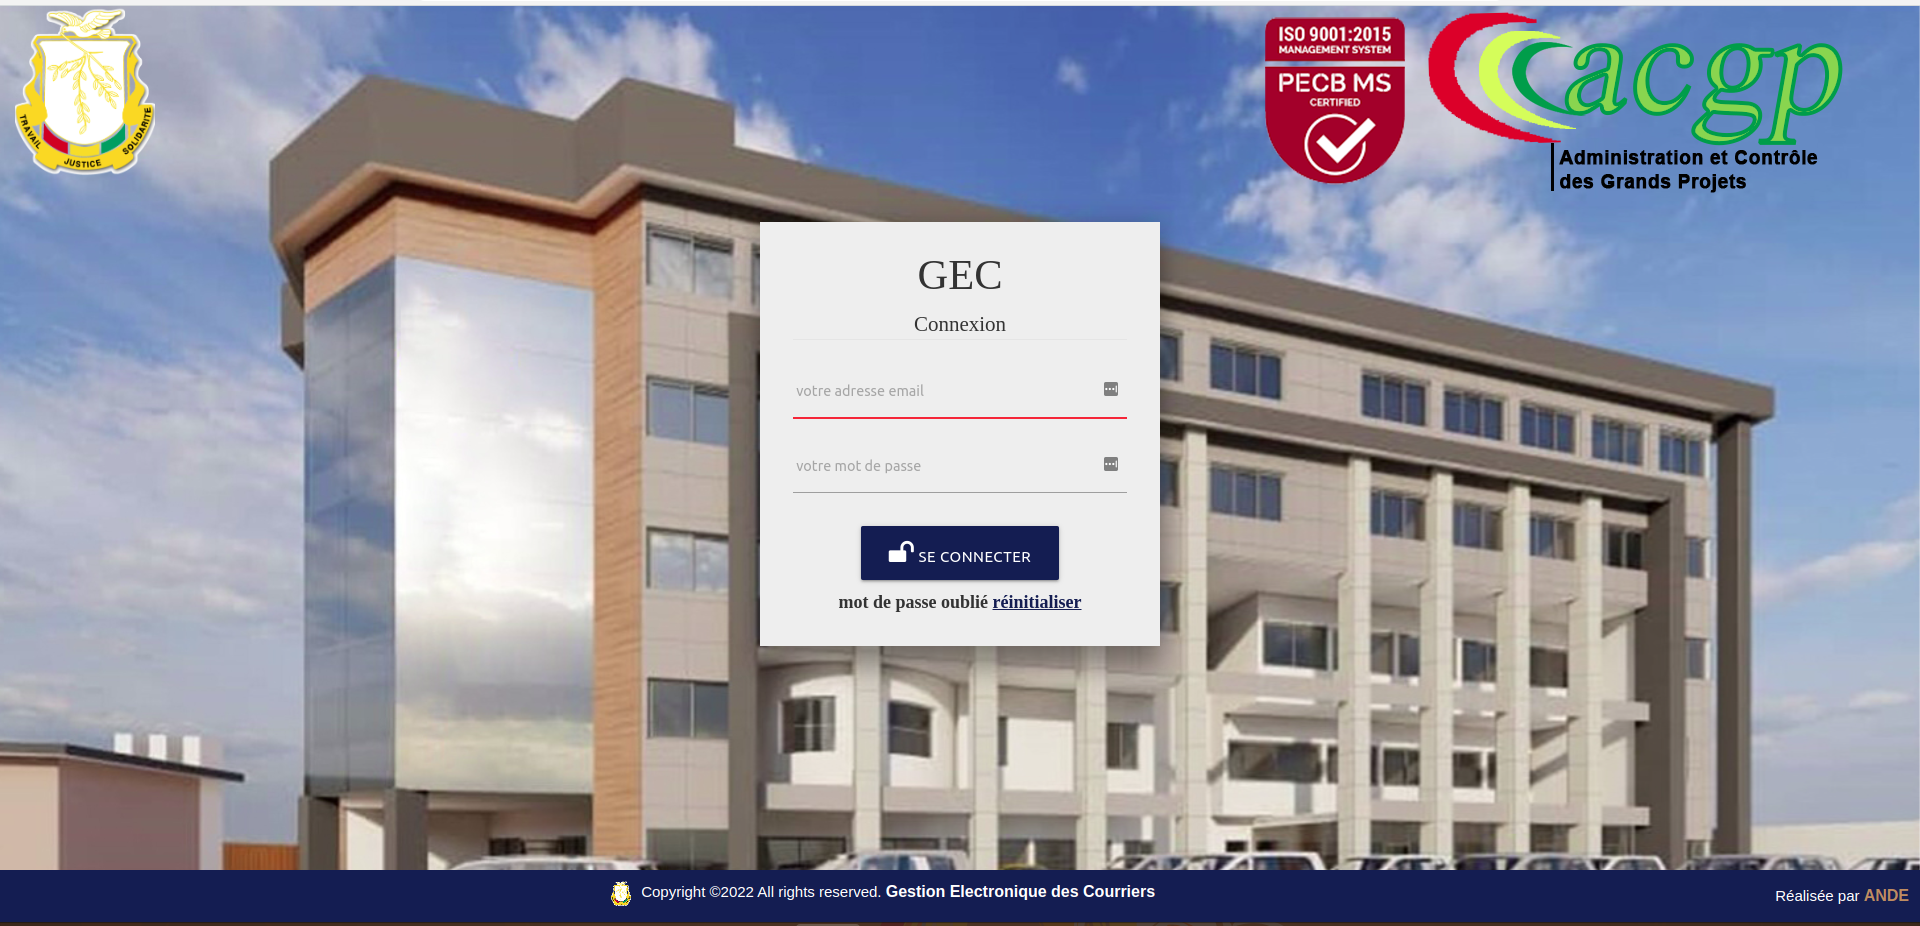 TRAVAIL
JUSTICE
SOLIDARITE
ISO 9001:2015
MANAGEMENT SYSTEM
PECB MS
CERTIFIED
acgp
Administration et Contrôle
des Grands Projets
GEC
Connexion
votre adresse email
votre mot de passe
SE CONNECTER
mot de passe oublié réinitialiser
Copyright ©2022 All rights reserved. Gestion Electronique des Courriers
Réalisée par ANDE